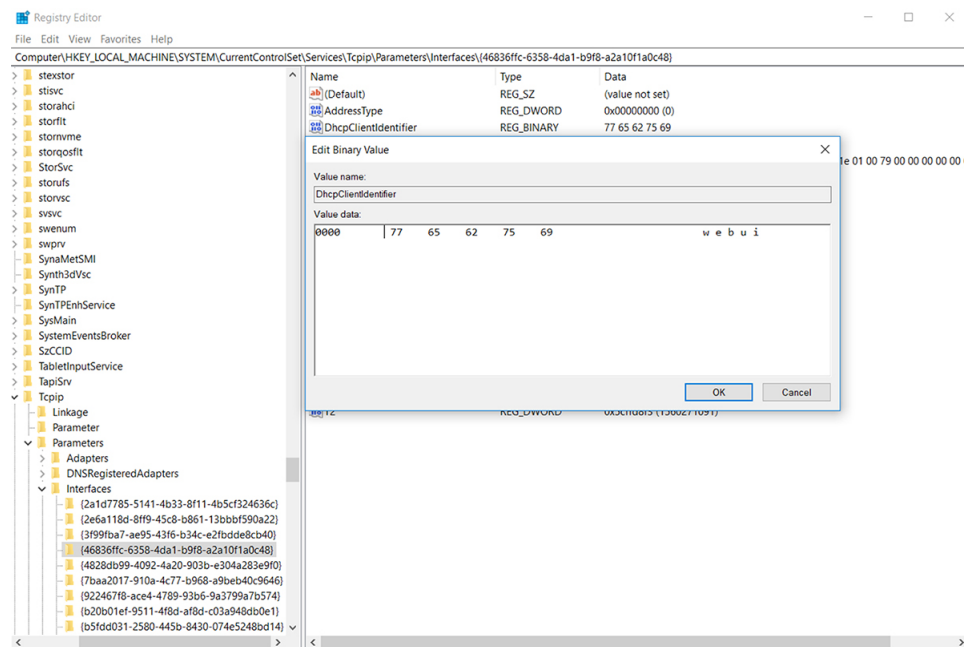 Registry Editor
File Edit View Favorites Help
Computer\HKEY_LOCAL_MACHINE\SYSTEM\CurrentControlSet\Services\Tcpip\Parameters\Interfaces\{46836ffc-6358-4da1-b9f8-a2a10f1a0c48}
stexstor
stisvc
storahci
storflt
stornvme
storqosflt
StorSvc
storufs
storvsc
svsvc
swenum
swprv
SynaMetSMI
Synth3dVsc
SynTP
SynTPEnhService
SysMain
SystemEventsBroker
SzCCID
TabletInputService
TapiSrv
Tcpip
Linkage
Parameter
Parameters
Adapters
DNSRegisteredAdapters
Interfaces
{2a1d7785-5141-4b33-8f11-4b5cf324636c}
{2e6a118d-8ff9-45c8-b861-13bbbf590a22}
{3f99fba7-ae95-43f6-b34c-e2fbdde8cb40}
{46836ffc-6358-4da1-b9f8-a2a10f1a0c48}
{4828db99-4092-4a20-903b-e304a283e9f0}
{7baa2017-910a-4c77-b968-a9beb40c9646}
{922467f8-ace4-4789-93b6-9a3799a7b574}
{b20b01ef-9511-4f8d-af8d-c03a948db0e1}
{b5fdd031-2580-445b-8430-074e5248bd14}
Name Type Data
(Default) REG_SZ (value not set)
AddressType REG_DWORD 0x00000000 (0)
DhcpClientIdentifier REG_BINARY 77 65 62 75 69
1e 01 00 79 00 00 00 00 00
Edit Binary Value
Value name:
DhcpClientIdentifier
Value data:
0000 77 65 62 75 69 w e b u i
OK Cancel
REG_DWORD